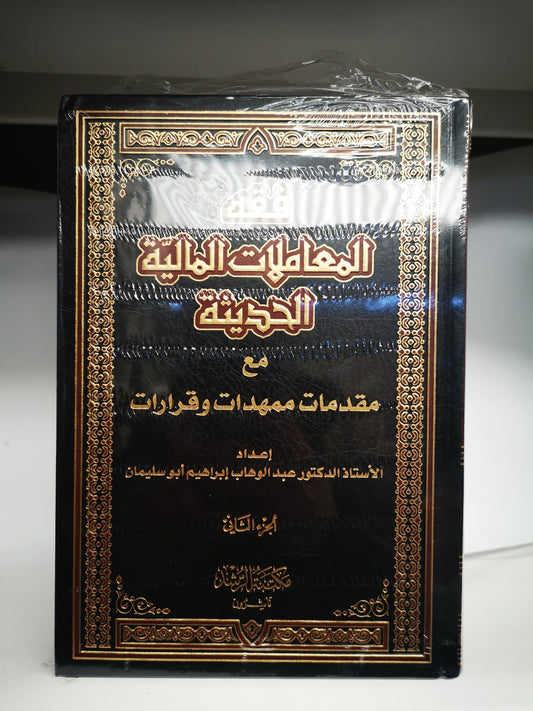 فقه
المعاملات المالية
الحديثة
مع
مقدمات ممهدات وقرارات
إعداد
الأستاذ الدكتور عبد الوهاب إبراهيم أبو سليمان
الجزء الثاني
مكتبة الرشد
ناشرون